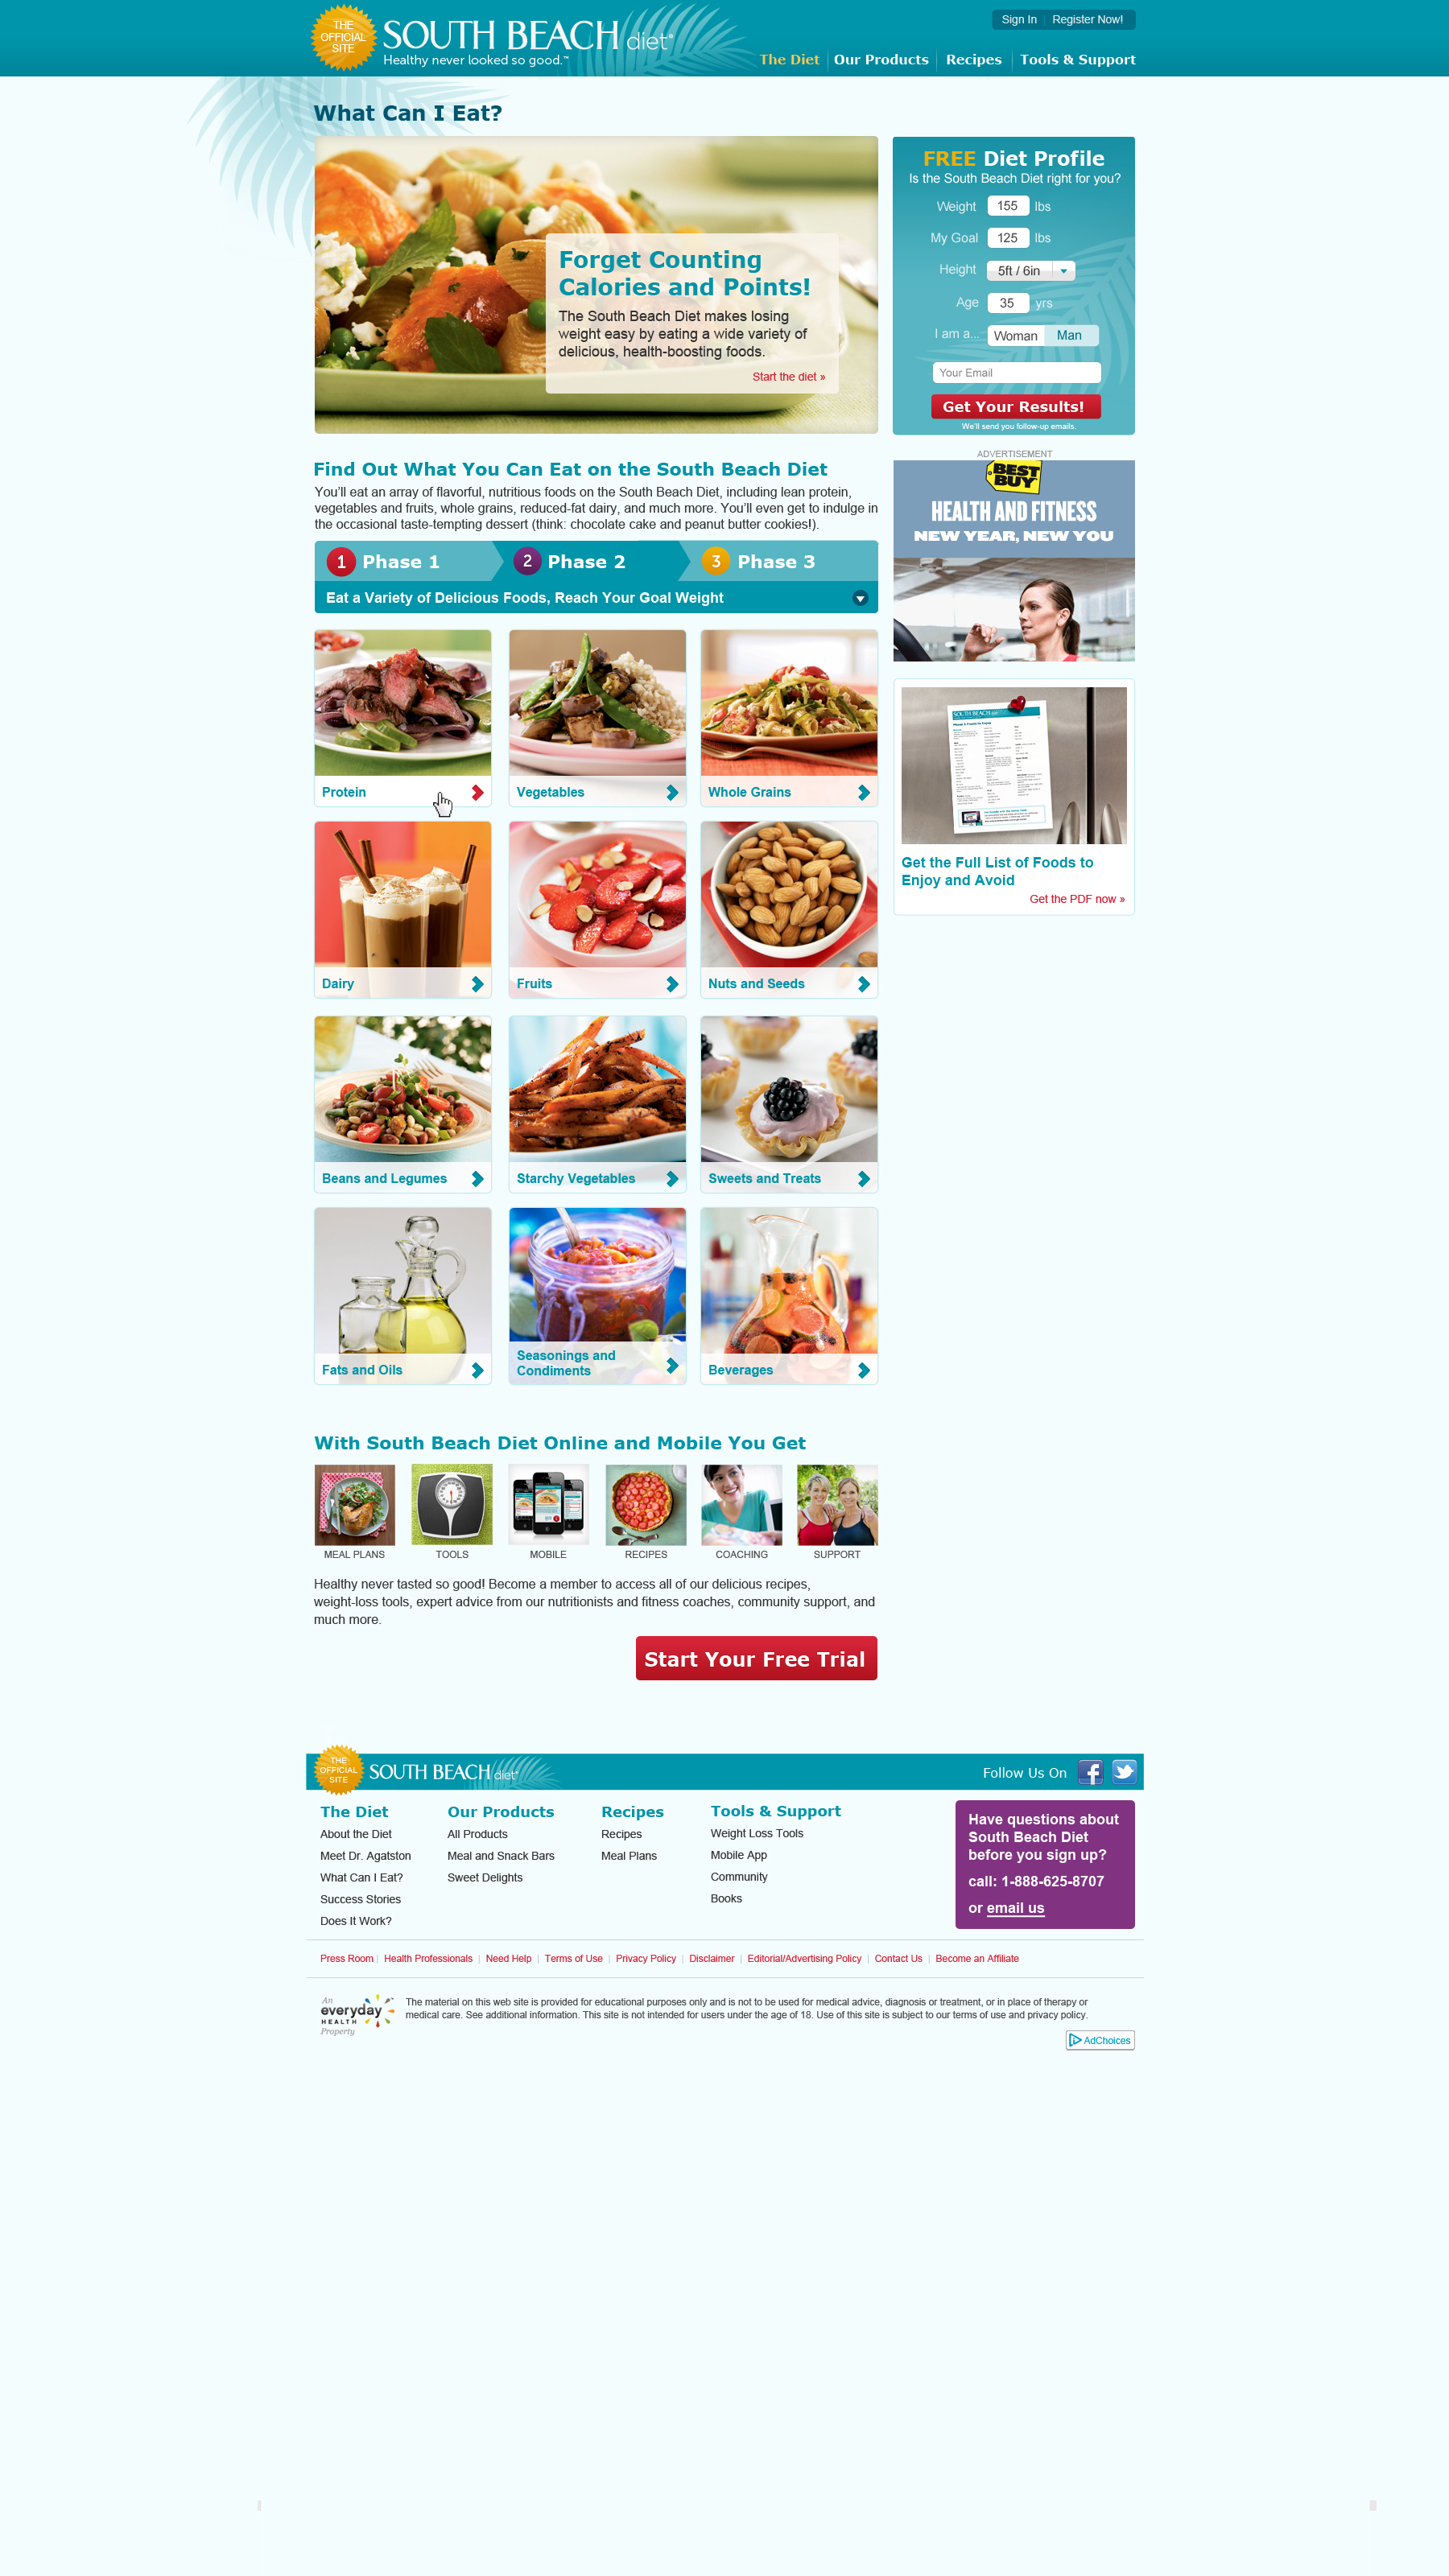 THE
OFFICIAL
SITE
SOUTH BEACH diet®
Healthy never looked so good.™
Sign In
Register Now!
The Diet
Our Products
Recipes
Tools & Support
What Can I Eat?
Forget Counting
Calories and Points!
The South Beach Diet makes losing
weight easy by eating a wide variety of
delicious, health-boosting foods.
Start the diet »
FREE Diet Profile
Is the South Beach Diet right for you?
Weight 155 lbs
My Goal 125 lbs
Height 5ft / 6in
Age 35 yrs
I am a... Woman Man
Your Email
Get Your Results!
We'll send you follow-up emails.
ADVERTISEMENT
BEST
BUY
HEALTH AND FITNESS
NEW YEAR, NEW YOU
Find Out What You Can Eat on the South Beach Diet
You'll eat an array of flavorful, nutritious foods on the South Beach Diet, including lean protein,
vegetables and fruits, whole grains, reduced-fat dairy, and much more. You'll even get to indulge in
the occasional taste-tempting dessert (think: chocolate cake and peanut butter cookies!).
1 Phase 1
2 Phase 2
3 Phase 3
Eat a Variety of Delicious Foods, Reach Your Goal Weight
Protein
Vegetables
Whole Grains
SOUTH BEACH
Get the Full List of Foods to
Enjoy and Avoid
Get the PDF now »
Dairy
Fruits
Nuts and Seeds
Beans and Legumes
Starchy Vegetables
Sweets and Treats
Fats and Oils
Seasonings and
Condiments
Beverages
With South Beach Diet Online and Mobile You Get
MEAL PLANS
TOOLS
MOBILE
RECIPES
COACHING
SUPPORT
Healthy never tasted so good! Become a member to access all of our delicious recipes,
weight-loss tools, expert advice from our nutritionists and fitness coaches, community support, and
much more.
Start Your Free Trial
THE
OFFICIAL
SITE
SOUTH BEACH diet®
Follow Us On
The Diet
About the Diet
Meet Dr. Agatston
What Can I Eat?
Success Stories
Does It Work?
Our Products
All Products
Meal and Snack Bars
Sweet Delights
Recipes
Recipes
Meal Plans
Tools & Support
Weight Loss Tools
Mobile App
Community
Books
Have questions about
South Beach Diet
before you sign up?
call: 1-888-625-8707
or email us
Press Room | Health Professionals | Need Help | Terms of Use | Privacy Policy | Disclaimer | Editorial/Advertising Policy | Contact Us | Become an Affiliate
An
everyday
HEALTH
Property
The material on this web site is provided for educational purposes only and is not to be used for medical advice, diagnosis or treatment, or in place of therapy or
medical care. See additional information. This site is not intended for users under the age of 18. Use of this site is subject to our terms of use and privacy policy.
AdChoices